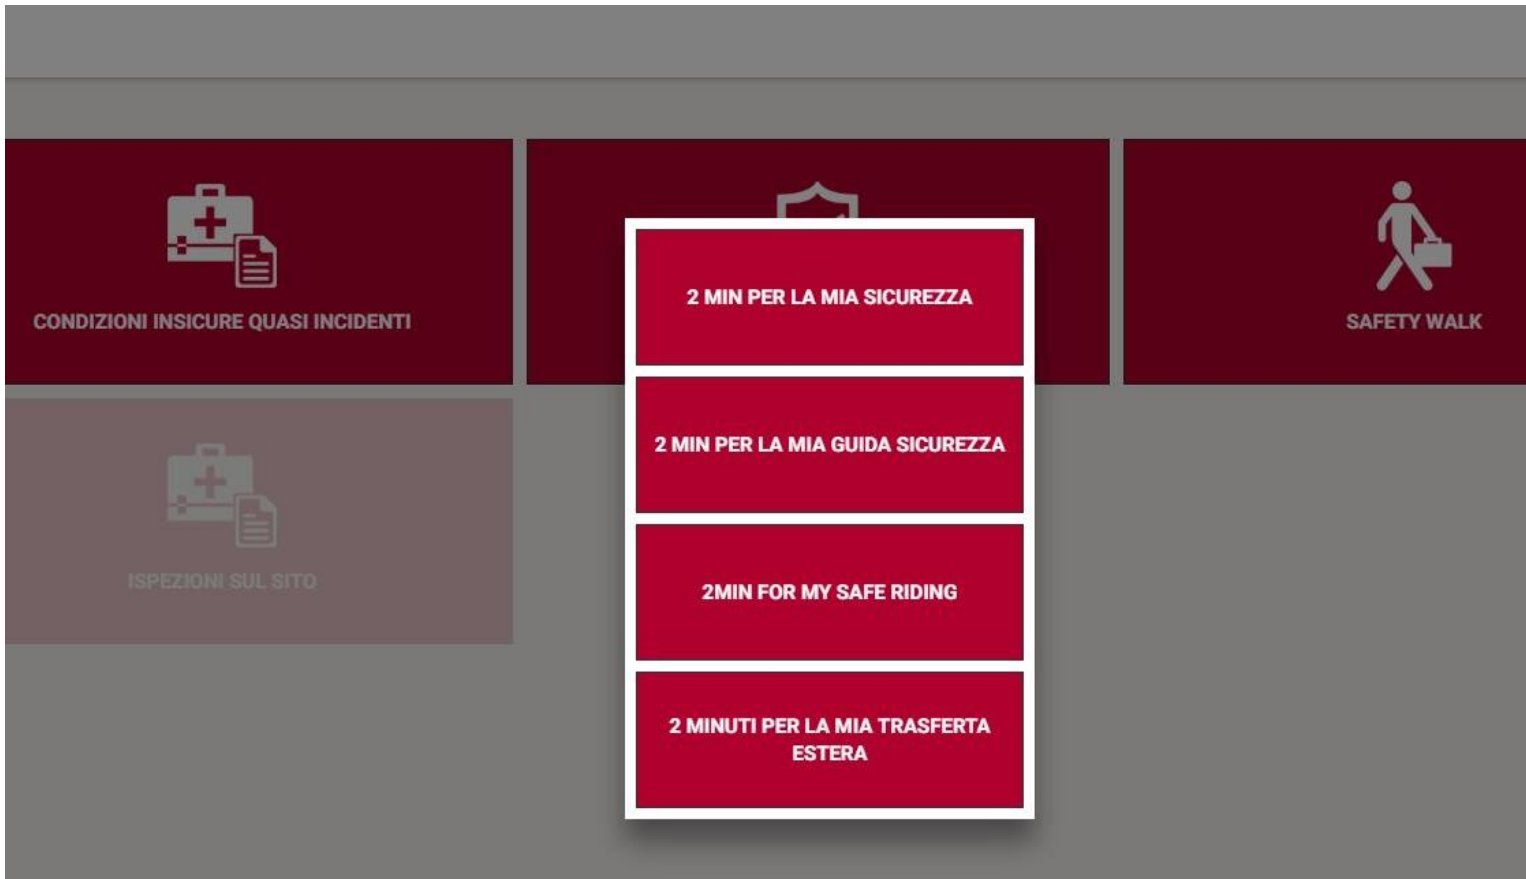 CONDIZIONI INSICURE QUASI INCIDENTI
SAFETY WALK
ISPEZIONI SUL SITO
2 MIN PER LA MIA SICUREZZA
2 MIN PER LA MIA GUIDA SICUREZZA
2MIN FOR MY SAFE RIDING
2 MINUTI PER LA MIA TRASFERTA
ESTERA